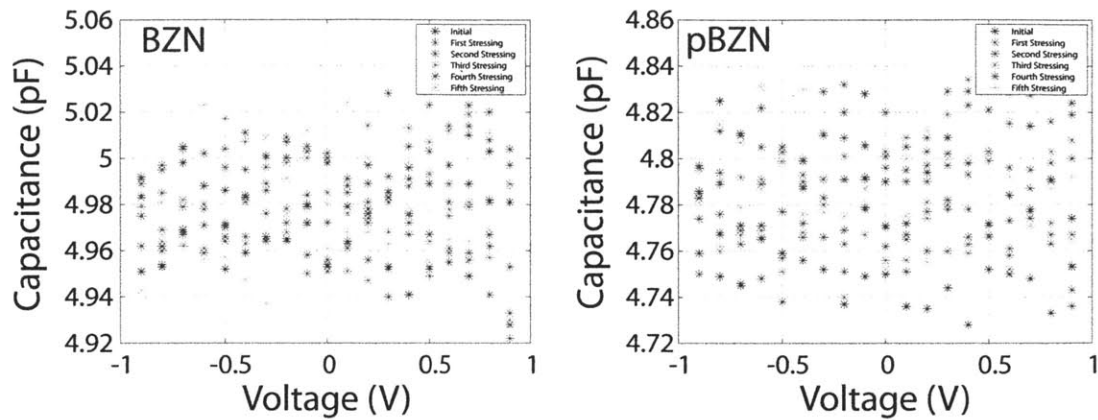 BZN
Initial
First Stressing
Second Stressing
Third Stressing
Fourth Stressing
Fifth Stressing
5.06
5.04
5.02
5
4.98
4.96
4.94
4.92
Capacitance (pF)
-1
-0.5
0
0.5
1
Voltage (V)
pBZN
Initial
First Stressing
Second Stressing
Third Stressing
Fourth Stressing
Fifth Stressing
4.86
4.84
4.82
4.8
4.78
4.76
4.74
4.72
Capacitance (pF)
-1
-0.5
0
0.5
1
Voltage (V)